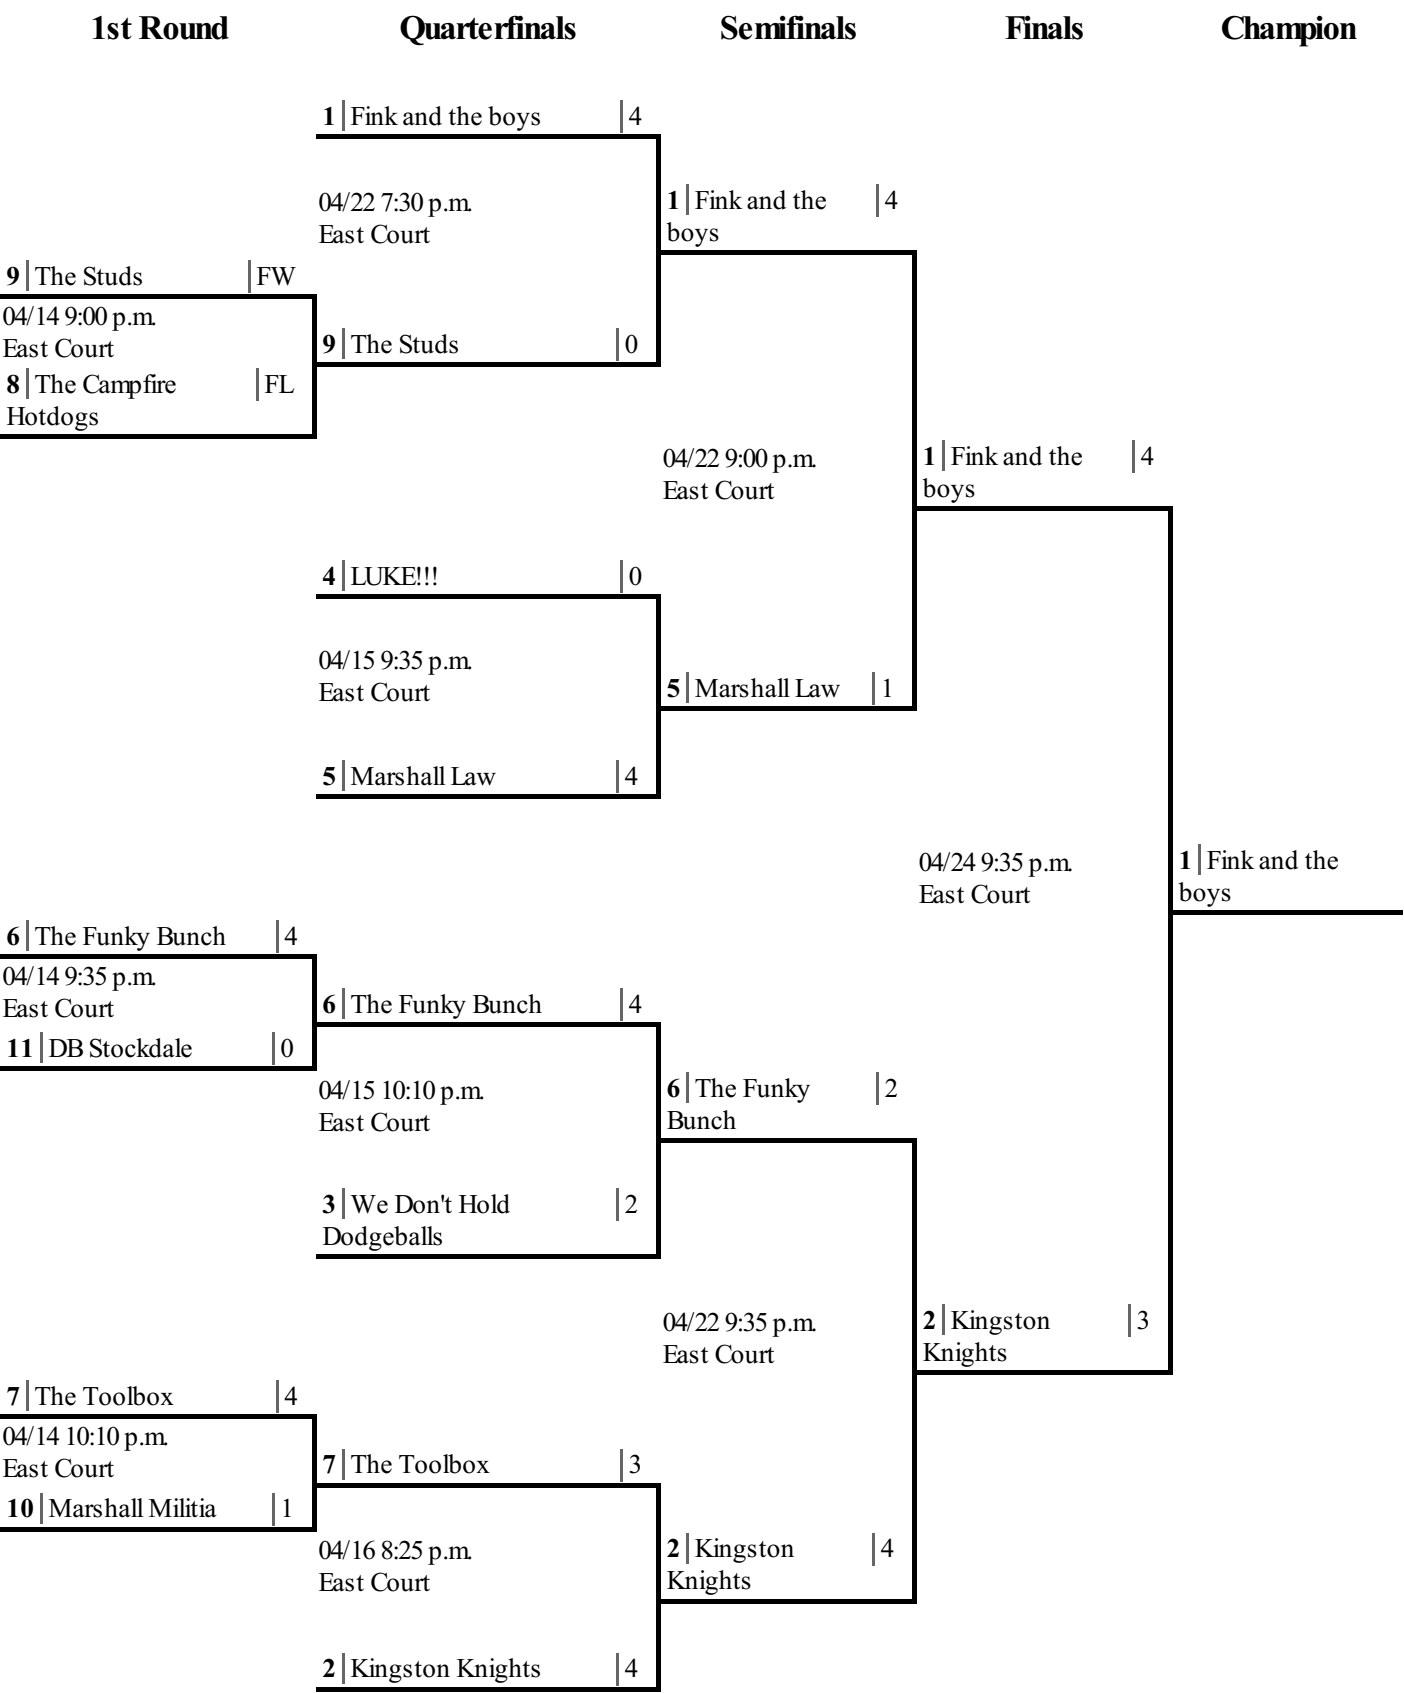 1st Round Quarterfinals Semifinals Finals Champion
1 Fink and the boys 4
04/22 7:30 p.m.
East Court
1 Fink and the 4
boys
9 The Studs FW
04/14 9:00 p.m.
East Court
9 The Studs 0
8 The Campfire FL
Hotdogs
04/22 9:00 p.m.
East Court
1 Fink and the 4
boys
4 LUKE!!! 0
04/15 9:35 p.m.
East Court
5 Marshall Law 1
5 Marshall Law 4
04/24 9:35 p.m.
East Court
1 Fink and the
boys
6 The Funky Bunch 4
04/14 9:35 p.m.
East Court
6 The Funky Bunch 4
11 DB Stockdale 0
04/15 10:10 p.m.
East Court
6 The Funky 2
Bunch
3 We Don't Hold 2
Dodgeballs
04/22 9:35 p.m.
East Court
2 Kingston 3
Knights
7 The Toolbox 4
04/14 10:10 p.m.
East Court
7 The Toolbox 3
10 Marshall Militia 1
04/16 8:25 p.m.
East Court
2 Kingston 4
Knights
2 Kingston Knights 4